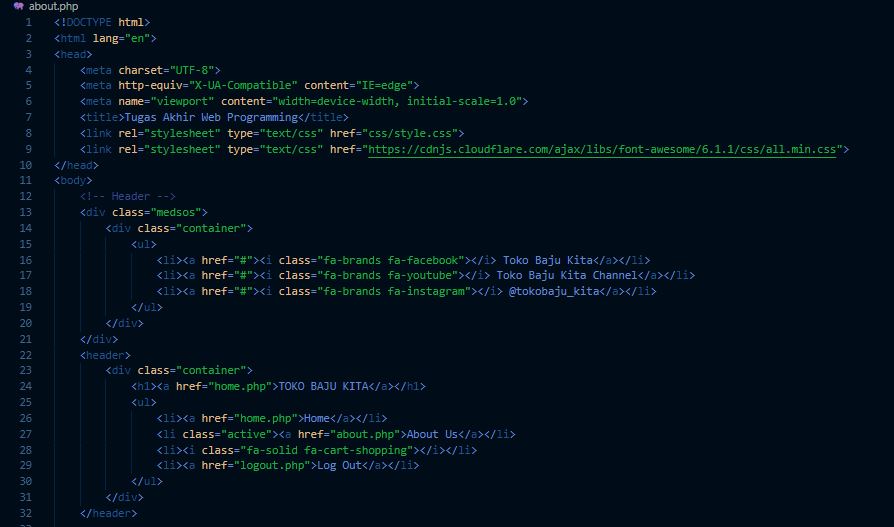 about.php
1 <!DOCTYPE html>
2 <html lang="en">
3 <head>
4 <meta charset="UTF-8">
5 <meta http-equiv="X-UA-Compatible" content="IE=edge">
6 <meta name="viewport" content="width=device-width, initial-scale=1.0">
7 <title>Tugas Akhir Web Programming</title>
8 <link rel="stylesheet" type="text/css" href="css/style.css">
9 <link rel="stylesheet" type="text/css" href="https://cdnjs.cloudflare.com/ajax/libs/font-awesome/6.1.1/css/all.min.css">
10 </head>
11 <body>
12 <!-- Header -->
13 <div class="medsos">
14 <div class="container">
15 <ul>
16 <li><a href="#"><i class="fa-brands fa-facebook"></i> Toko Baju Kita</a></li>
17 <li><a href="#"><i class="fa-brands fa-youtube"></i> Toko Baju Kita Channel</a></li>
18 <li><a href="#"><i class="fa-brands fa-instagram"></i> @tokobaju_kita</a></li>
19 </ul>
20 </div>
21 </div>
22 <header>
23 <div class="container">
24 <h1><a href="home.php">TOKO BAJU KITA</a></h1>
25 <ul>
26 <li><a href="home.php">Home</a></li>
27 <li class="active"><a href="about.php">About Us</a></li>
28 <li><i class="fa-solid fa-cart-shopping"></i></li>
29 <li><a href="logout.php">Log Out</a></li>
30 </ul>
31 </div>
32 </header>